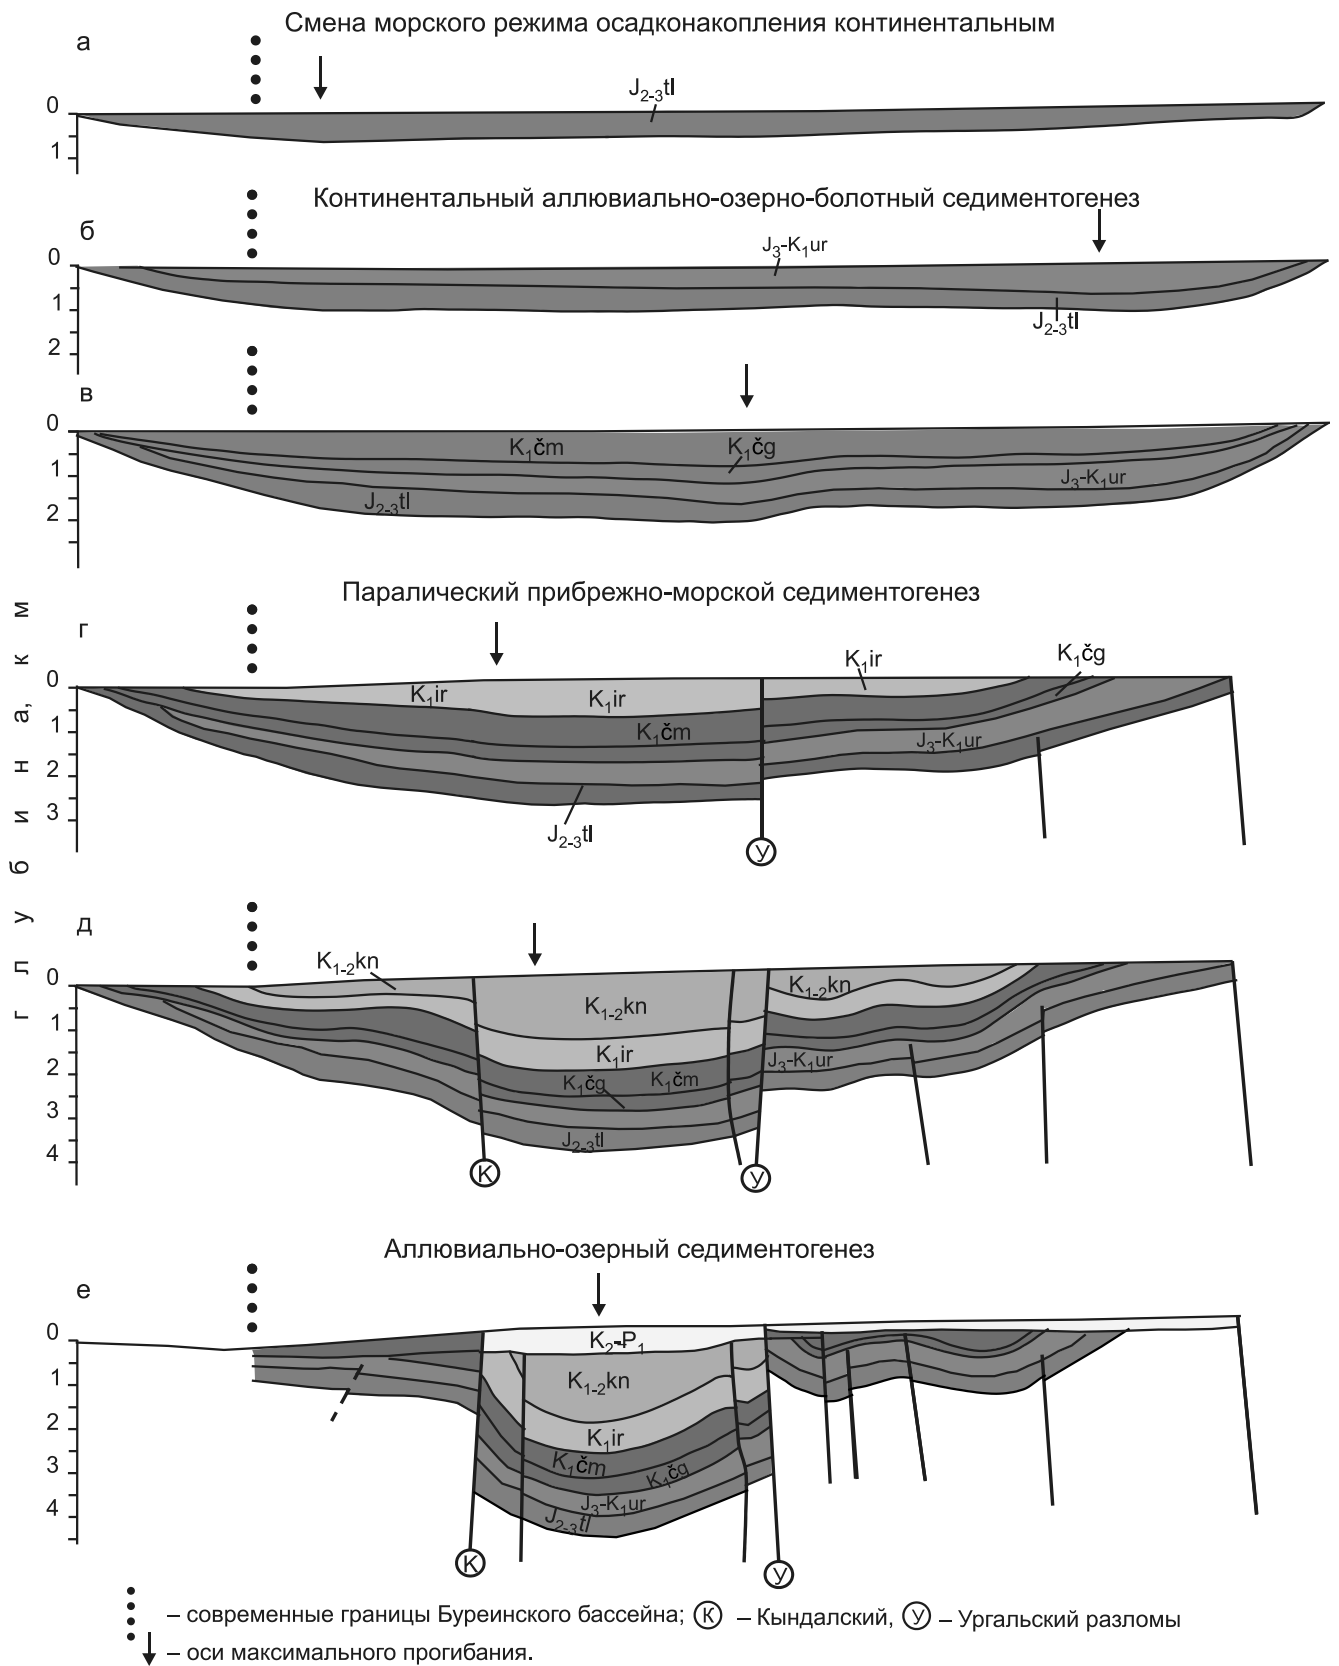 Смена морского режима осадконакопления континентальным
а
J₂₋₃tl
0
1
Континентальный аллювиально-озерно-болотный седиментогенез
б
J₃-K₁ur
0
1
J₂₋₃tl
2
в
0
K₁čm K₁čg
1
J₃-K₁ur
J₂₋₃tl
2
Паралический прибрежно-морской седиментогенез
г
K₁ir K₁čg
0
K₁ir K₁ir
1
K₁čm J₃-K₁ur
2
3
J₂₋₃tl
У
глубина, км
д
K₁₋₂kn
0
K₁₋₂kn K₁₋₂kn
1
K₁ir J₃-K₁ur
2
K₁čg K₁čm
3
J₂₋₃tl
4
К У
Аллювиально-озерный седиментогенез
е
0
K₂-P₁
1
K₁₋₂kn
2
K₁ir
3
K₁čm K₁čg
J₃-K₁ur
4
J₂₋₃tl
К У
– современные границы Буреинского бассейна; К – Кындалский, У – Ургальский разломы
– оси максимального прогибания.